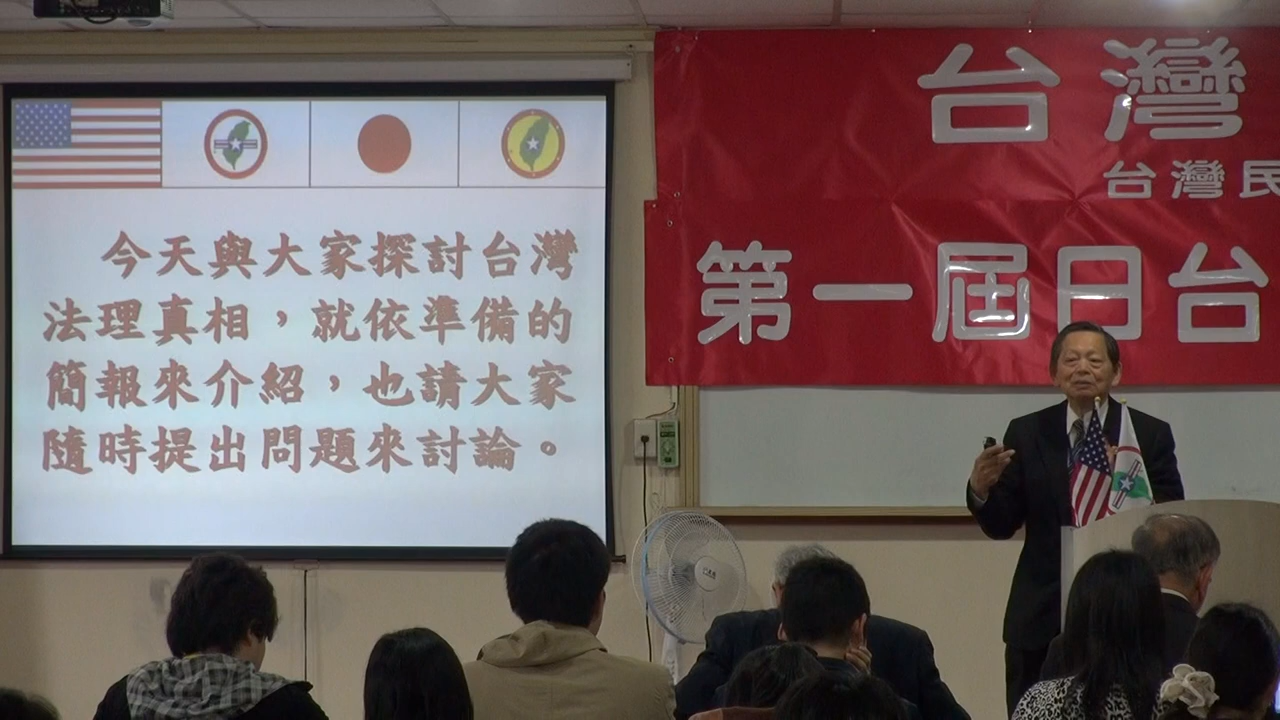 今天與大家探討台灣
法理真相，就依準備的
簡報來介紹，也請大家
隨時提出問題來討論。
台灣
台灣民
第一屆日台